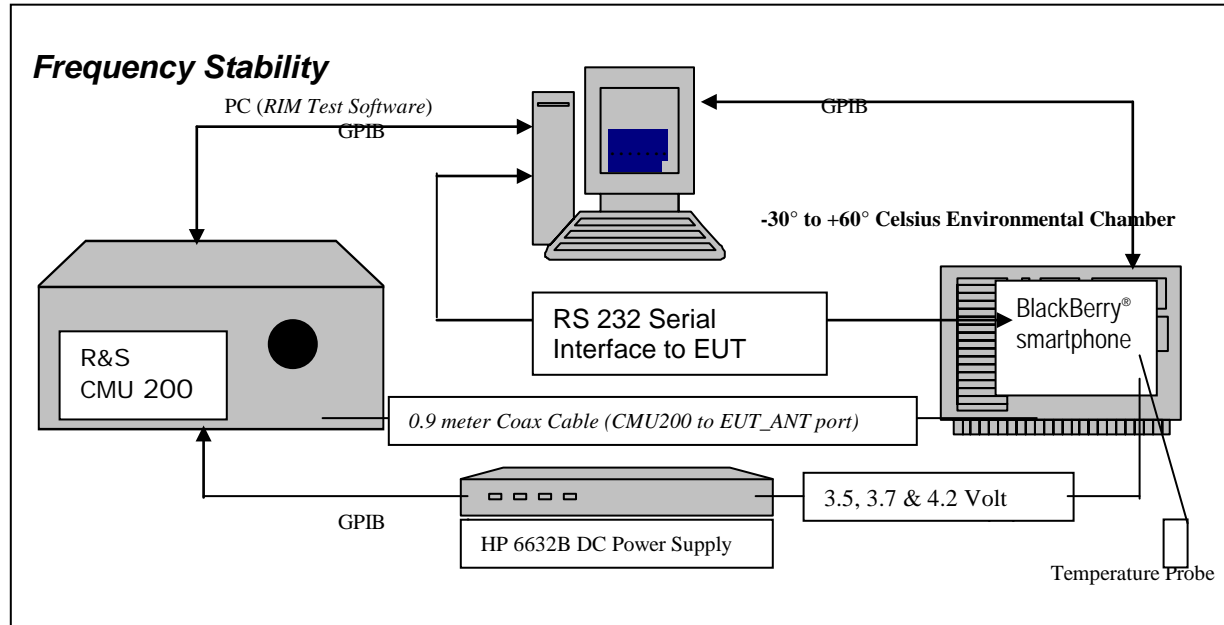 Frequency Stability
PC (RIM Test Software)
GPIB
GPIB
-30° to +60° Celsius Environmental Chamber
RS 232 Serial
Interface to EUT
BlackBerry®
smartphone
R&S
CMU 200
0.9 meter Coax Cable (CMU200 to EUT_ANT port)
3.5, 3.7 & 4.2 Volt
GPIB
HP 6632B DC Power Supply
Temperature Probe